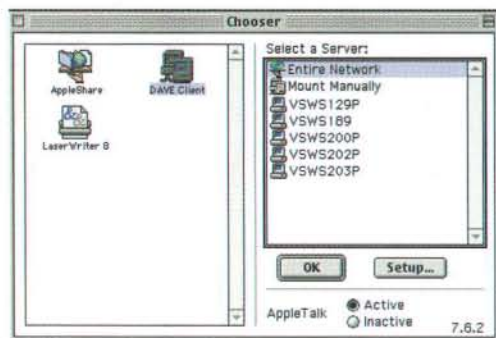 Chooser
AppleShare
DAVE Client
LaserWriter 8
Select a Server:
Entire Network
Mount Manually
VSWS129P
VSWS189
VSWS200P
VSWS202P
VSWS203P
OK
Setup...
AppleTalk
Active
Inactive
7.6.2